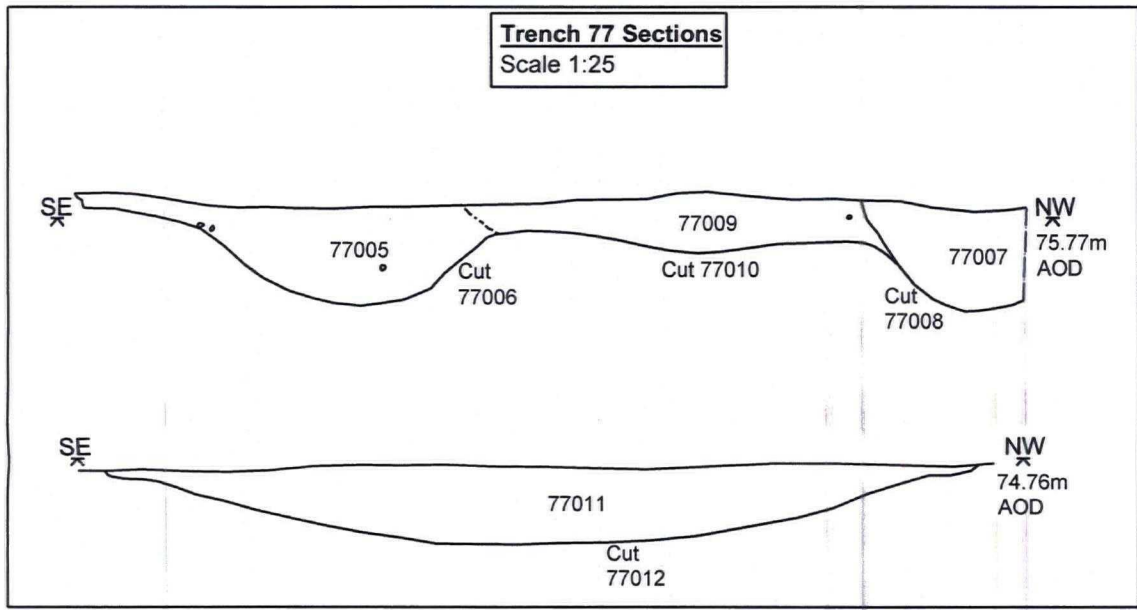 Trench 77 Sections
Scale 1:25
SE
NW
75.77m
AOD
77005
77009
77007
Cut
77006
Cut 77010
Cut
77008
SE
NW
74.76m
AOD
77011
Cut
77012